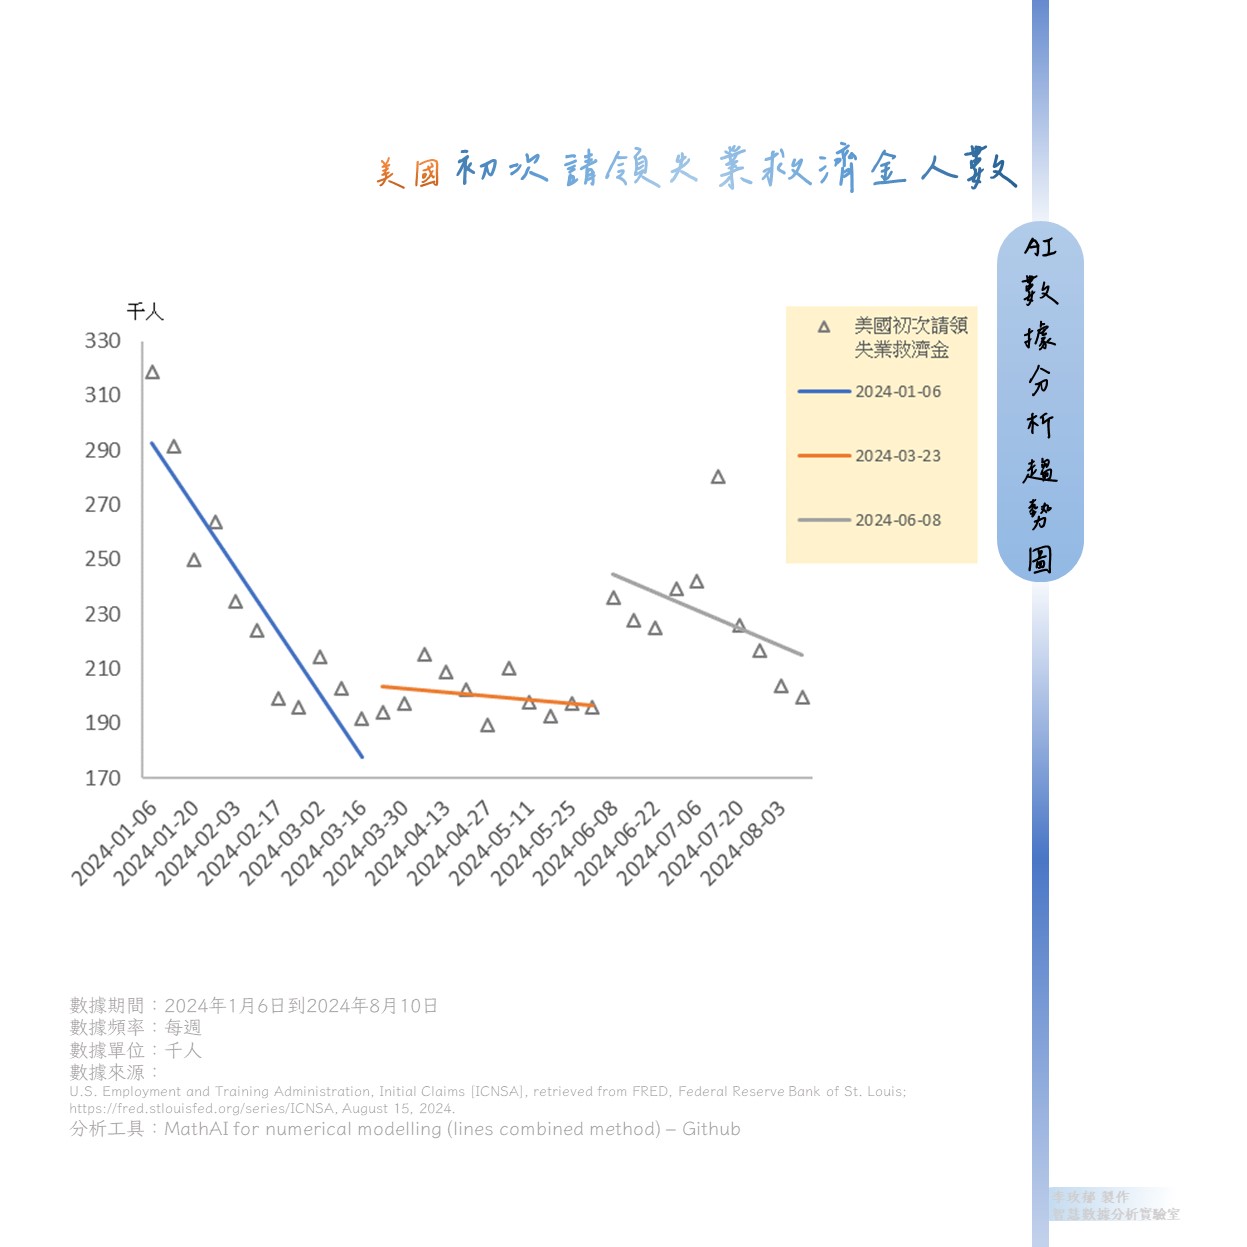 美國初次請領失業救濟金人數
AI數據分析趨勢圖
千人
330
310
290
270
250
230
210
190
170
2024-01-06
2024-01-20
2024-02-03
2024-02-17
2024-03-02
2024-03-16
2024-03-30
2024-04-13
2024-04-27
2024-05-11
2024-05-25
2024-06-08
2024-06-22
2024-07-06
2024-07-20
2024-08-03
美國初次請領
失業救濟金
2024-01-06
2024-03-23
2024-06-08
數據期間：2024年1月6日到2024年8月10日
數據頻率：每週
數據單位：千人
數據來源：
U.S. Employment and Training Administration, Initial Claims [ICNSA], retrieved from FRED, Federal Reserve Bank of St. Louis;
https://fred.stlouisfed.org/series/ICNSA, August 15, 2024.
分析工具：MathAI for numerical modelling (lines combined method) – Github
製作
數據分析實驗室